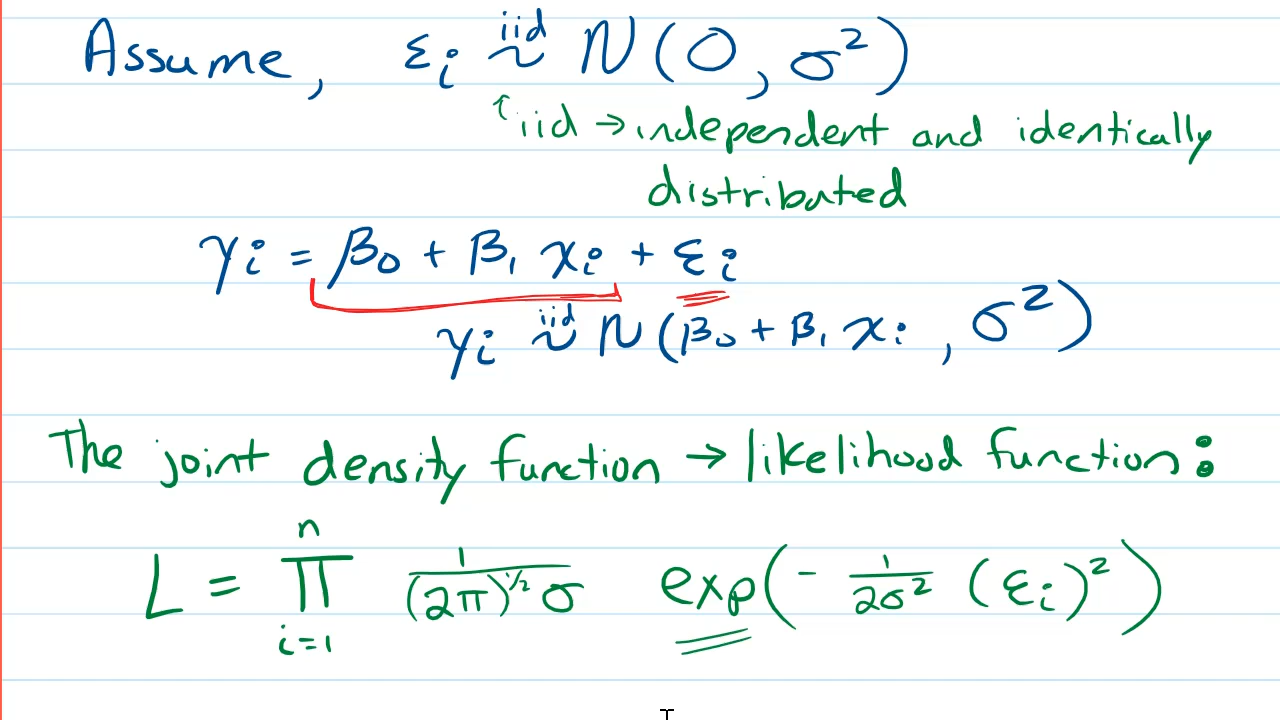 Assume, εᵢ iid ~ N(0, σ²)
↑iid → independent and identically
distributed
yᵢ = β₀ + β₁ xᵢ + εᵢ
yᵢ iid ~ N(β₀ + β₁ xᵢ, σ²)
The joint density function → likelihood function:
L = ∏ⁿᵢ₌₁ 1/((2π)^½ σ) exp(- 1/(2σ²) (εᵢ)²)